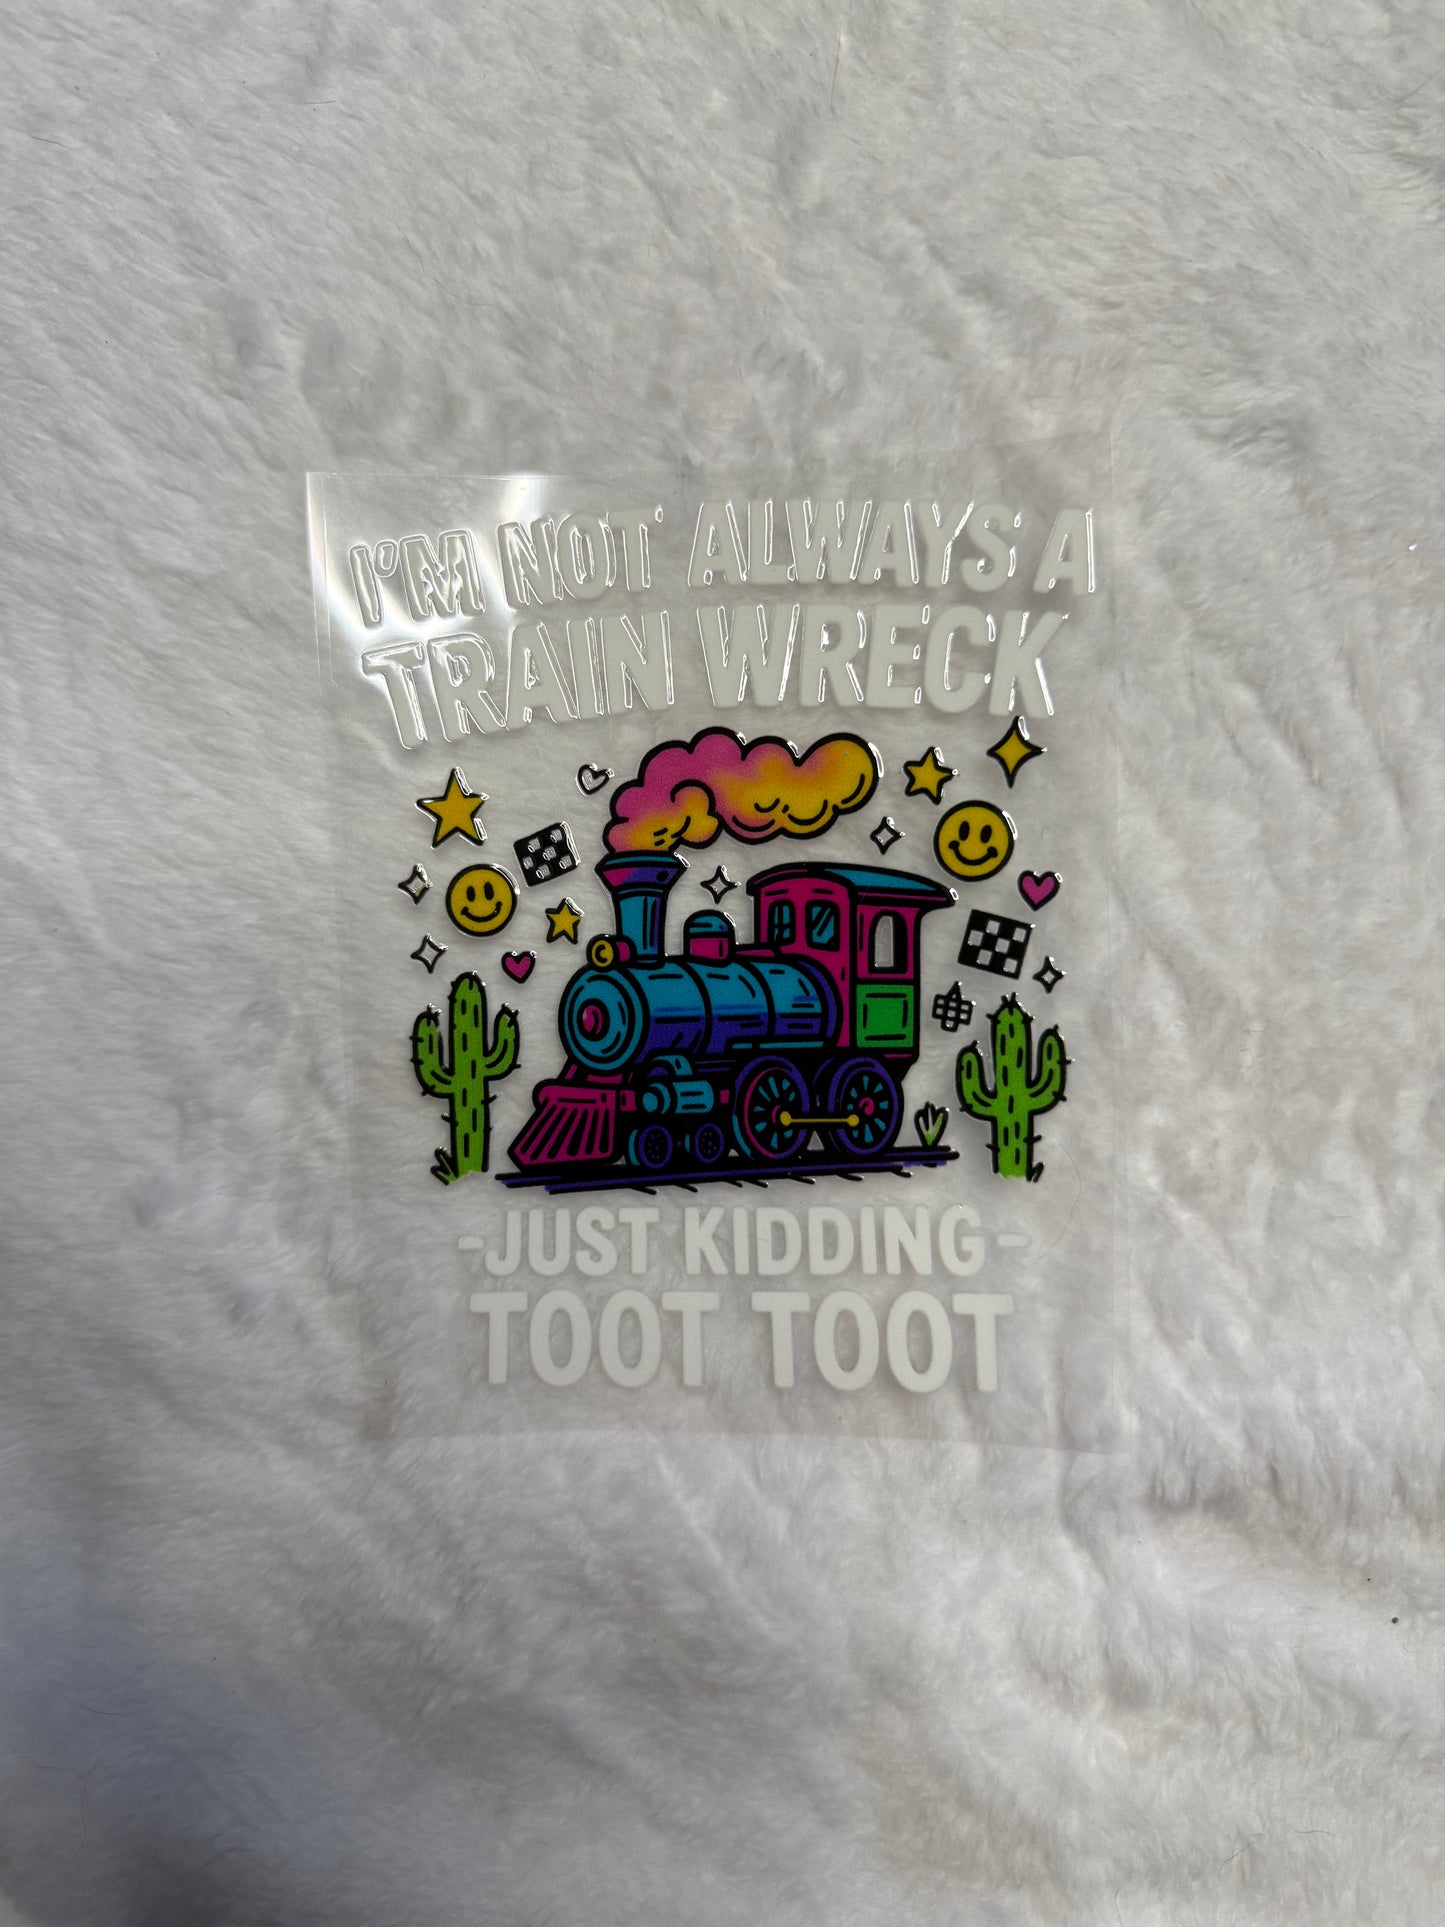 I'M NOT ALWAYS A
TRAIN WRECK
-JUST KIDDING-
TOOT TOOT